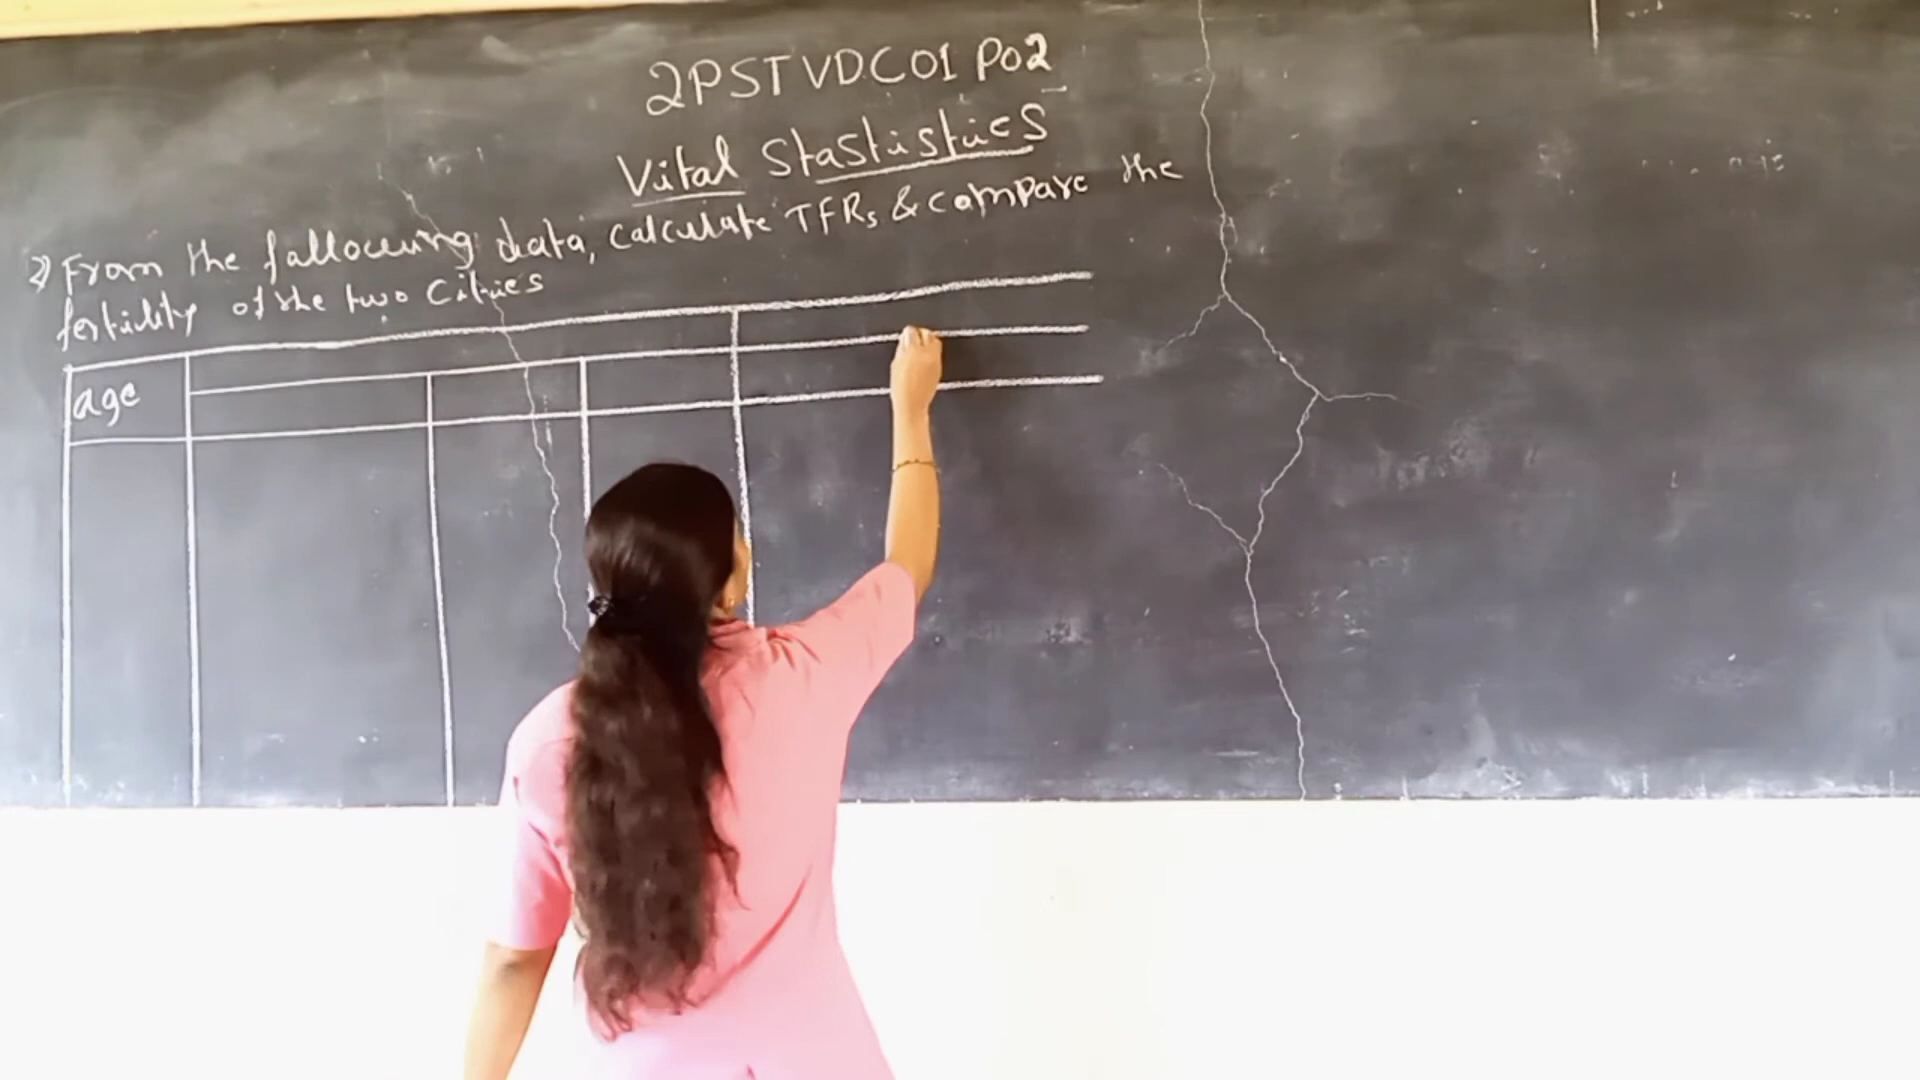 2PSTVDC01 P02
Vital Stastistics
2) From the following data, calculate TFRs & compare the
fertility of the two Cities
age